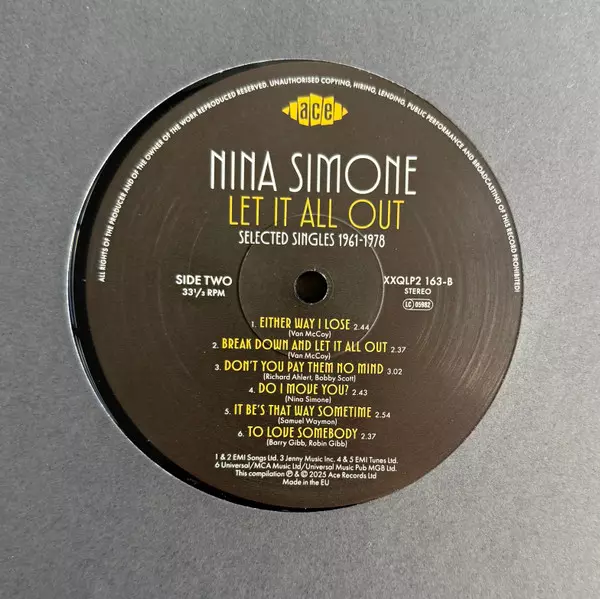 ALL RIGHTS OF THE PRODUCER AND OF THE OWNER OF THE WORK REPRODUCED RESERVED. UNAUTHORISED COPYING, HIRING, LENDING, PUBLIC PERFORMANCE AND BROADCASTING OF THIS RECORD PROHIBITED!
ace
NINA SIMONE
LET IT ALL OUT
SELECTED SINGLES 1961-1978
SIDE TWO
33⅓ RPM
XXQLP2 163-B
STEREO
LC 05982
1. EITHER WAY I LOSE 2.44
(Van McCoy)
2. BREAK DOWN AND LET IT ALL OUT 2.37
(Van McCoy)
3. DON'T YOU PAY THEM NO MIND 3.02
(Richard Ahlert, Bobby Scott)
4. DO I MOVE YOU? 2.43
(Nina Simone)
5. IT BE'S THAT WAY SOMETIME 2.54
(Samuel Waymon)
6. TO LOVE SOMEBODY 2.37
(Barry Gibb, Robin Gibb)
1 & 2 EMI Songs Ltd. 3 Jenny Music Inc. 4 & 5 EMI Tunes Ltd.
6 Universal/MCA Music Ltd/Universal Music Pub MGB Ltd.
This compilation ℗ & © 2025 Ace Records Ltd
Made in the EU